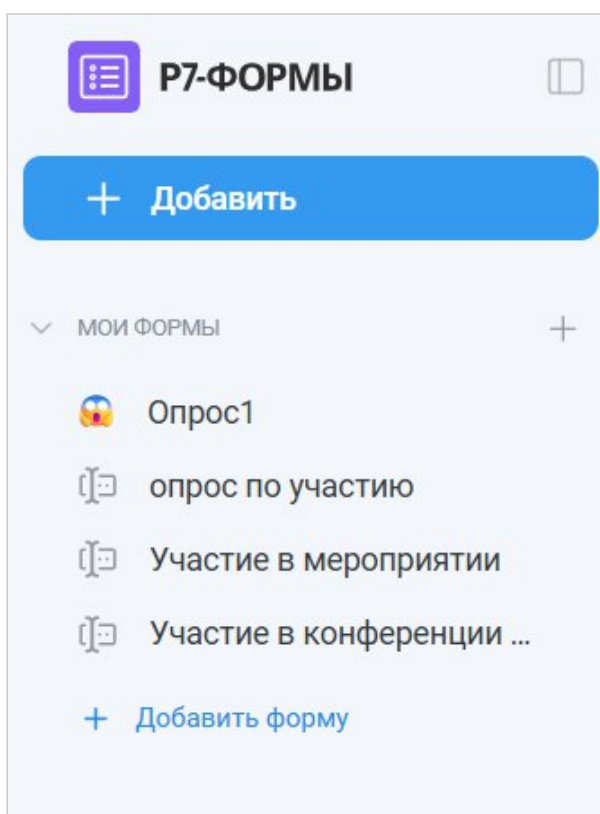 Р7-ФОРМЫ
Добавить
МОИ ФОРМЫ
Опрос1
опрос по участию
Участие в мероприятии
Участие в конференции ...
Добавить форму